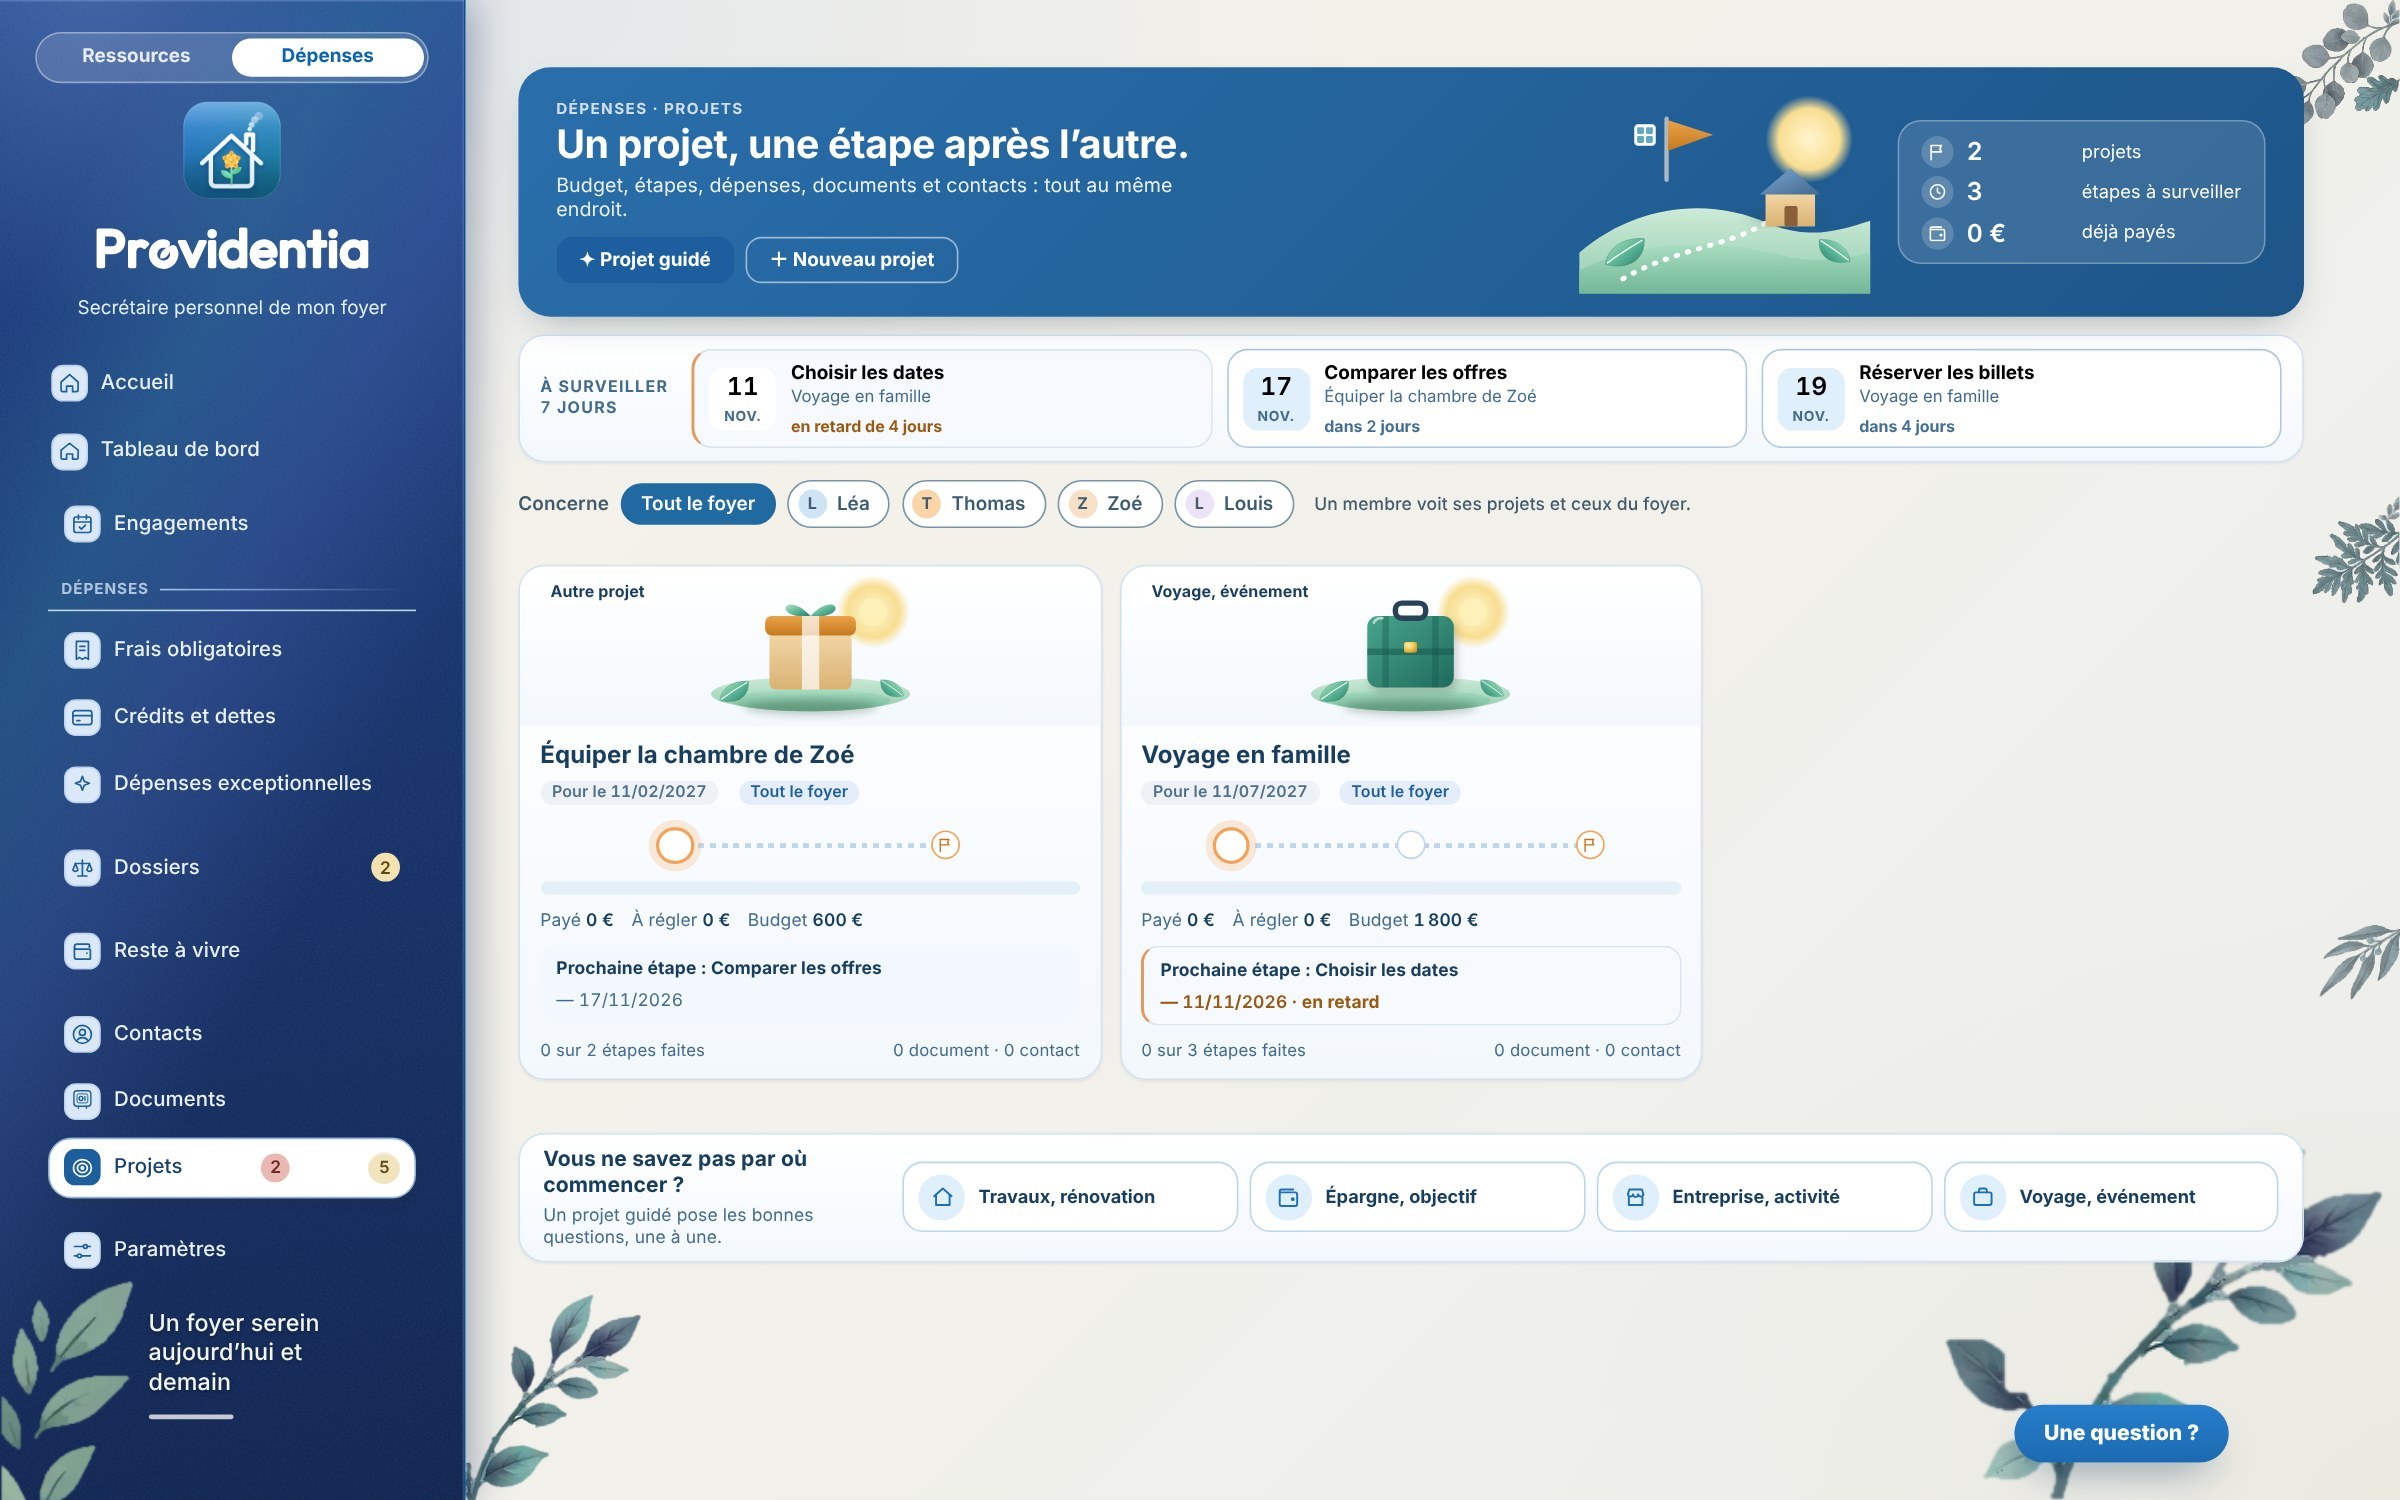 Ressources
Dépenses
Providentia
Secrétaire personnel de mon foyer
Accueil
Tableau de bord
Engagements
DÉPENSES
Frais obligatoires
Crédits et dettes
Dépenses exceptionnelles
Dossiers 2
Reste à vivre
Contacts
Documents
Projets 2 5
Paramètres
Un foyer serein
aujourd’hui et
demain
DÉPENSES · PROJETS
Un projet, une étape après l’autre.
Budget, étapes, dépenses, documents et contacts : tout au même
endroit.
✦ Projet guidé
+ Nouveau projet
2 projets
3 étapes à surveiller
0 € déjà payés
À SURVEILLER
7 JOURS
11
NOV.
Choisir les dates
Voyage en famille
en retard de 4 jours
17
NOV.
Comparer les offres
Équiper la chambre de Zoé
dans 2 jours
19
NOV.
Réserver les billets
Voyage en famille
dans 4 jours
Concerne
Tout le foyer
L Léa
T Thomas
Z Zoé
L Louis
Un membre voit ses projets et ceux du foyer.
Autre projet
Équiper la chambre de Zoé
Pour le 11/02/2027
Tout le foyer
Payé 0 € À régler 0 € Budget 600 €
Prochaine étape : Comparer les offres
— 17/11/2026
0 sur 2 étapes faites
0 document · 0 contact
Voyage, événement
Voyage en famille
Pour le 11/07/2027
Tout le foyer
Payé 0 € À régler 0 € Budget 1 800 €
Prochaine étape : Choisir les dates
— 11/11/2026 · en retard
0 sur 3 étapes faites
0 document · 0 contact
Vous ne savez pas par où
commencer ?
Un projet guidé pose les bonnes
questions, une à une.
Travaux, rénovation
Épargne, objectif
Entreprise, activité
Voyage, événement
Une question ?